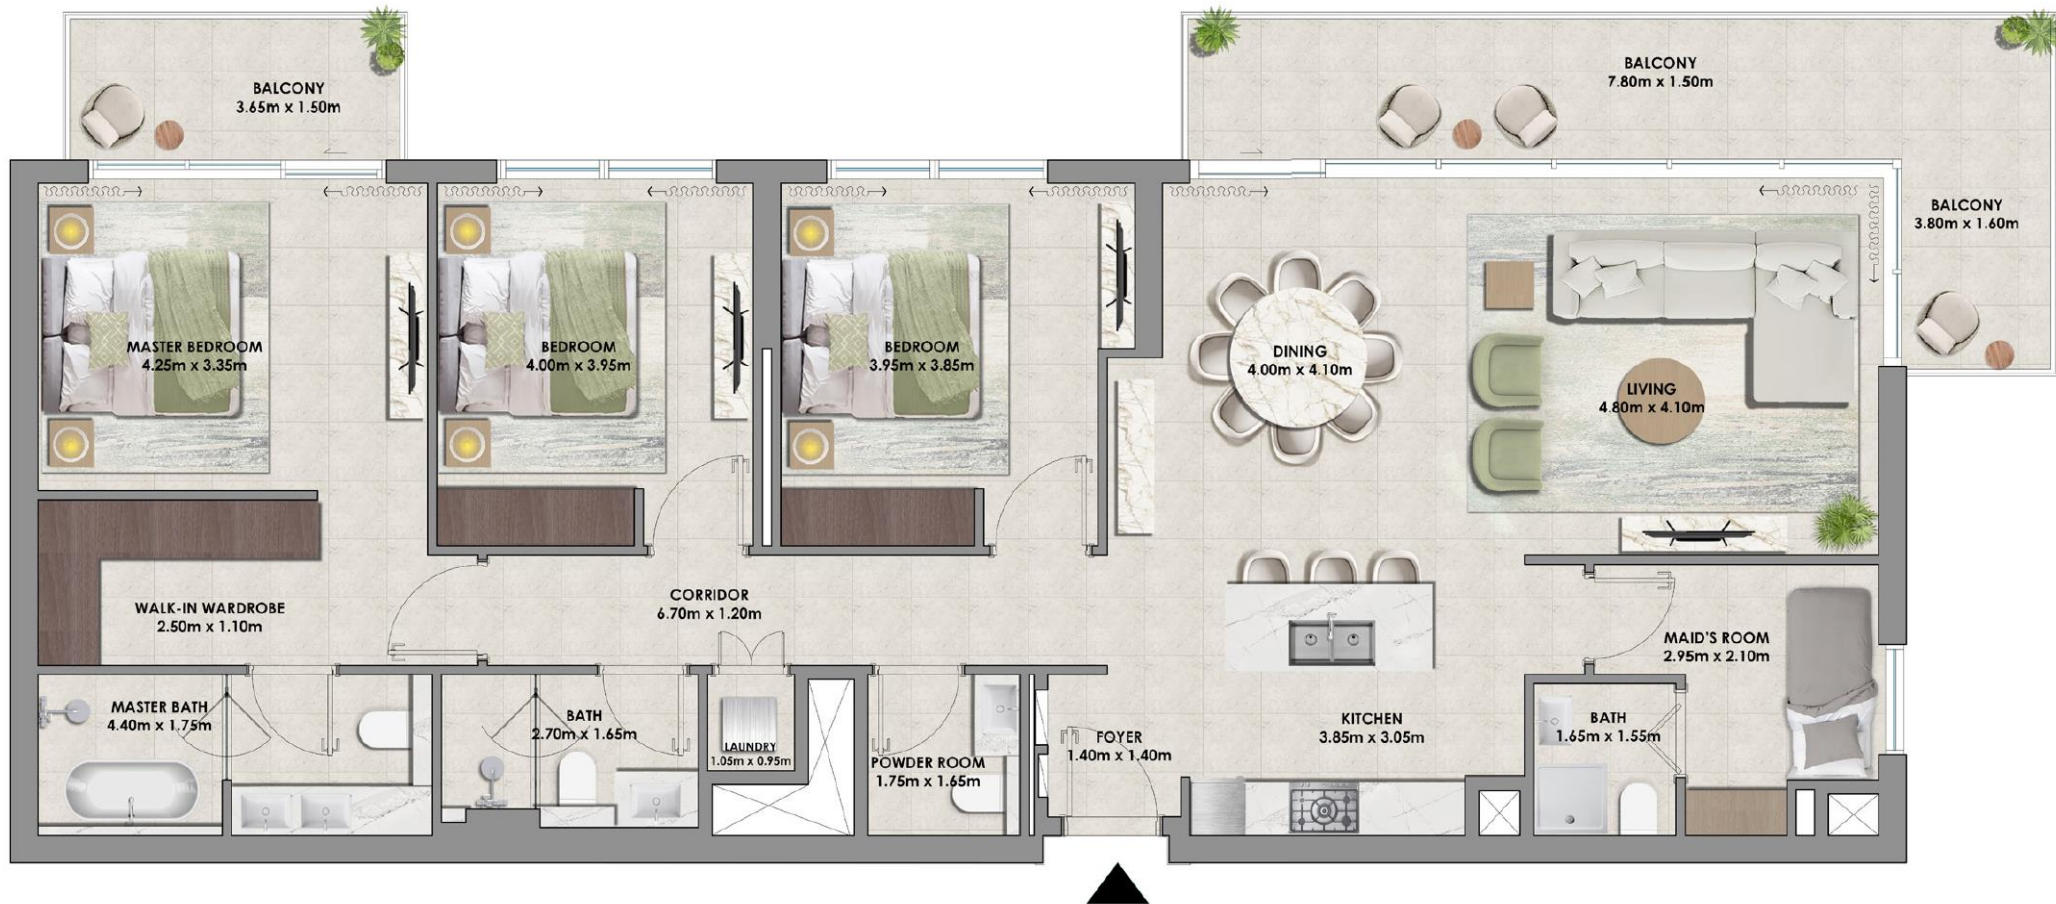 BALCONY
3.65m x 1.50m
BALCONY
7.80m x 1.50m
BALCONY
3.80m x 1.60m
MASTER BEDROOM
4.25m x 3.35m
BEDROOM
4.00m x 3.95m
BEDROOM
3.95m x 3.85m
DINING
4.00m x 4.10m
LIVING
4.80m x 4.10m
WALK-IN WARDROBE
2.50m x 1.10m
CORRIDOR
6.70m x 1.20m
MAID'S ROOM
2.95m x 2.10m
MASTER BATH
4.40m x 1.75m
BATH
2.70m x 1.65m
LAUNDRY
1.05m x 0.95m
POWDER ROOM
1.75m x 1.65m
FOYER
1.40m x 1.40m
KITCHEN
3.85m x 3.05m
BATH
1.65m x 1.55m